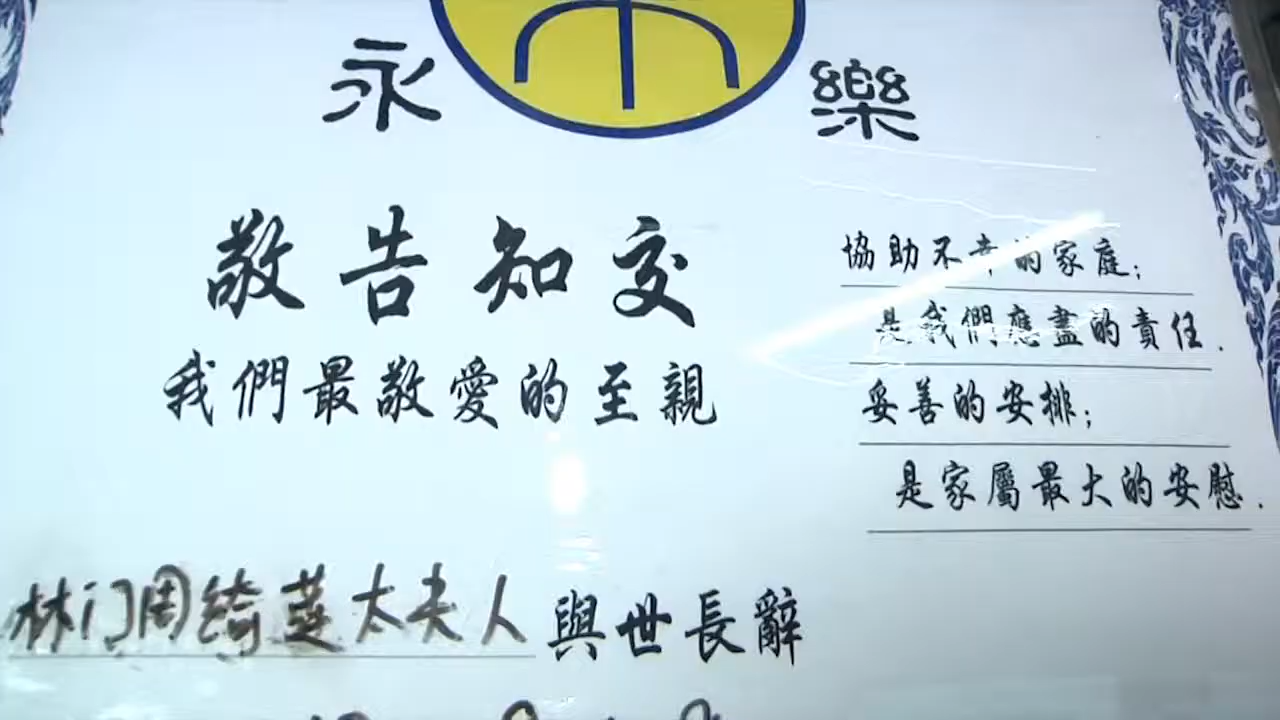 永樂
敬告知交
我們最敬愛的至親
協助不幸的家庭;
是我們應盡的責任.
妥善的安排;
是家屬最大的安慰.
林门周绮莲太夫人與世長辭